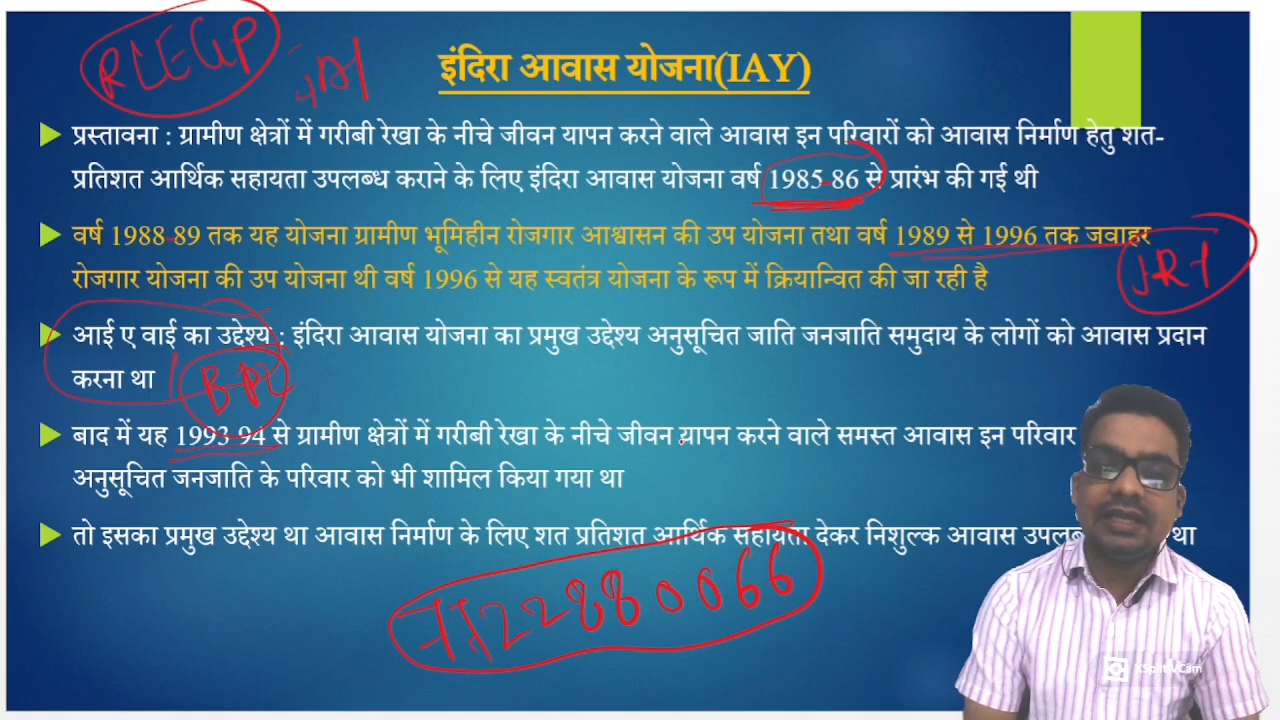 RLEGP
इंदिरा आवास योजना(IAY)
प्रस्तावना : ग्रामीण क्षेत्रों में गरीबी रेखा के नीचे जीवन यापन करने वाले आवास इन परिवारों को आवास निर्माण हेतु शत-
प्रतिशत आर्थिक सहायता उपलब्ध कराने के लिए इंदिरा आवास योजना वर्ष 1985-86 से प्रारंभ की गई थी
वर्ष 1988-89 तक यह योजना ग्रामीण भूमिहीन रोजगार आश्वासन की उप योजना तथा वर्ष 1989 से 1996 तक जवाहर
रोजगार योजना की उप योजना थी वर्ष 1996 से यह स्वतंत्र योजना के रूप में क्रियान्वित की जा रही है
JRY
आई ए वाई का उद्देश्य : इंदिरा आवास योजना का प्रमुख उद्देश्य अनुसूचित जाति जनजाति समुदाय के लोगों को आवास प्रदान
करना था
BPL
बाद में यह 1993-94 से ग्रामीण क्षेत्रों में गरीबी रेखा के नीचे जीवन यापन करने वाले समस्त आवास इन परिवार
अनुसूचित जनजाति के परिवार को भी शामिल किया गया था
तो इसका प्रमुख उद्देश्य था आवास निर्माण के लिए शत प्रतिशत आर्थिक सहायता देकर निशुल्क आवास था
XSplit VCam